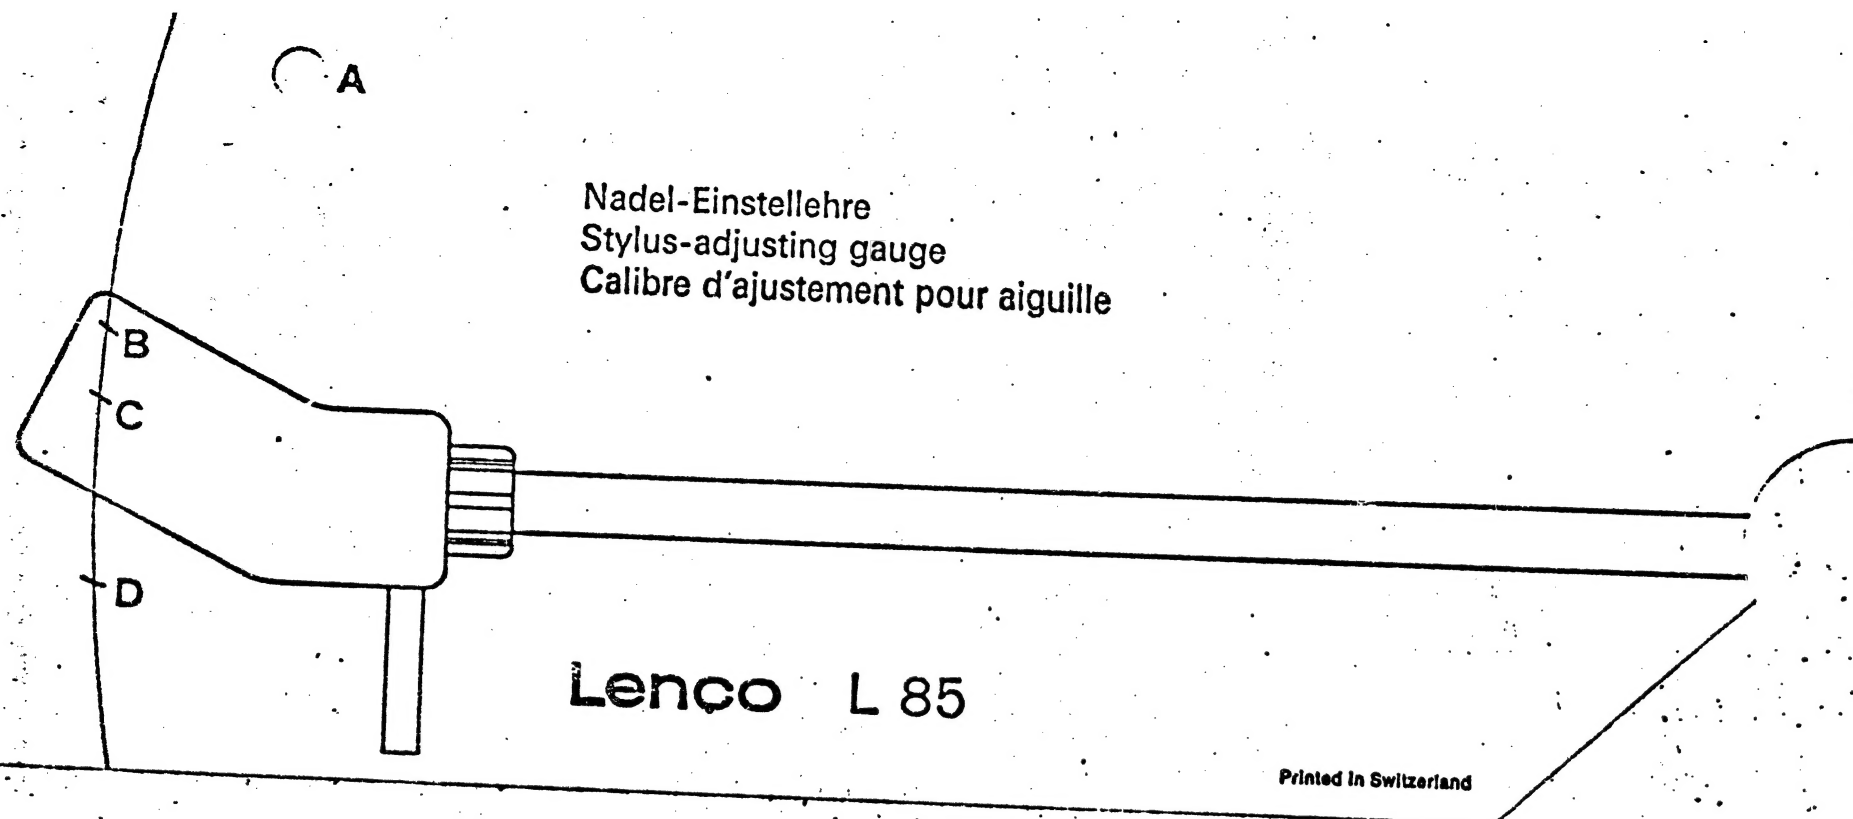 A
Nadel-Einstellehre
Stylus-adjusting gauge
Calibre d'ajustement pour aiguille
B
C
D
Lenco L 85
Printed in Switzerland